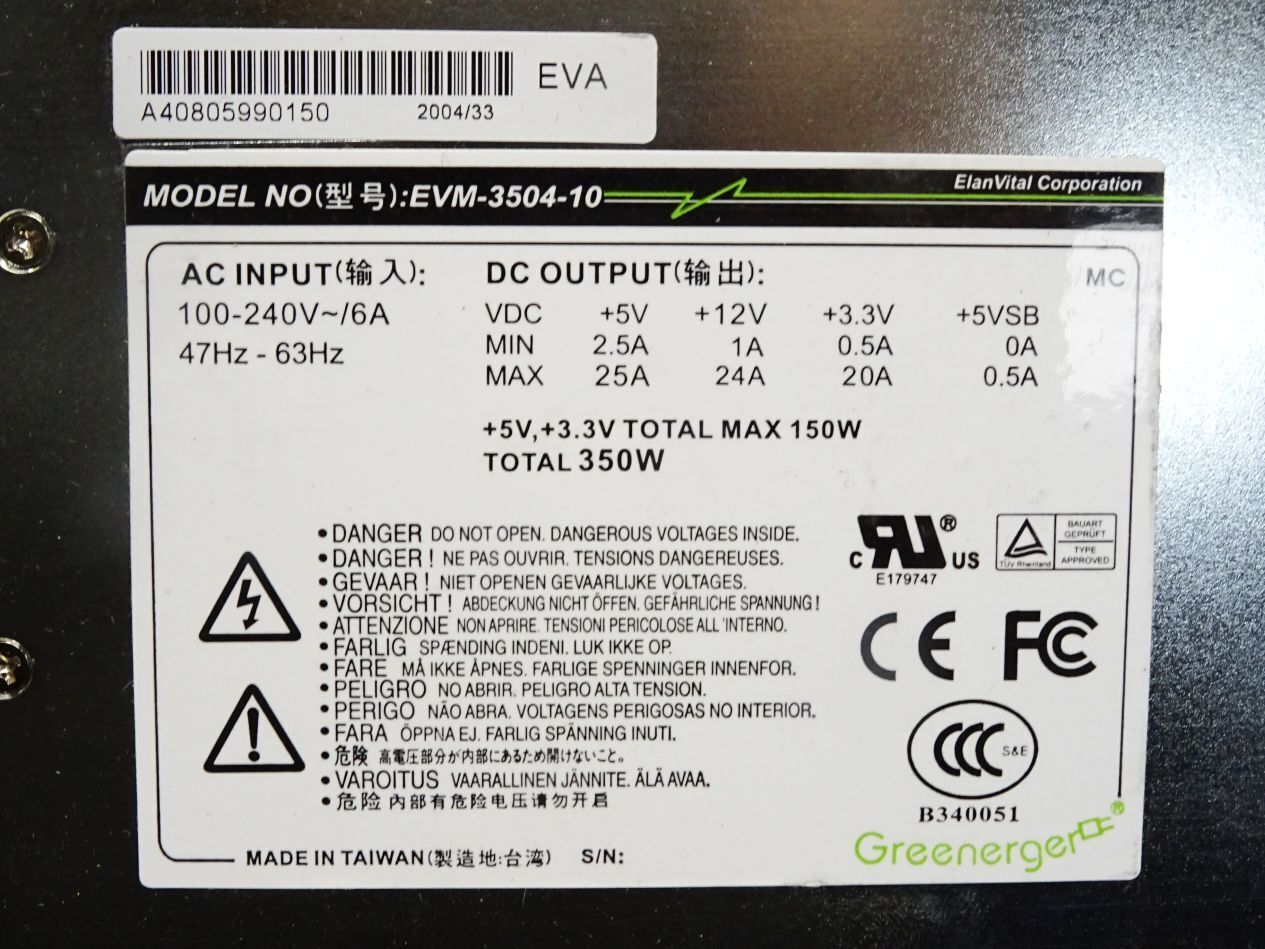 EVA
A40805990150 2004/33
MODEL NO(型号):EVM-3504-10
ElanVital Corporation
AC INPUT(输入):
100-240V~/6A
47Hz - 63Hz
DC OUTPUT(输出):
MC
VDC +5V +12V +3.3V +5VSB
MIN 2.5A 1A 0.5A 0A
MAX 25A 24A 20A 0.5A
+5V,+3.3V TOTAL MAX 150W
TOTAL 350W
• DANGER DO NOT OPEN. DANGEROUS VOLTAGES INSIDE.
• DANGER ! NE PAS OUVRIR. TENSIONS DANGEREUSES.
• GEVAAR ! NIET OPENEN GEVAARLIJKE VOLTAGES.
• VORSICHT ! ABDECKUNG NICHT ÖFFEN. GEFÄHRLICHE SPANNUNG !
• ATTENZIONE NON APRIRE. TENSIONI PERICOLOSE ALL 'INTERNO.
• FARLIG SPÆNDING INDENI. LUK IKKE OP.
• FARE MÅ IKKE ÅPNES. FARLIGE SPENNINGER INNENFOR.
• PELIGRO NO ABRIR. PELIGRO ALTA TENSION.
• PERIGO NÃO ABRA. VOLTAGENS PERIGOSAS NO INTERIOR.
• FARA ÖPPNA EJ. FARLIG SPÄNNING INUTI.
• 危険 高電圧部分が内部にあるため開けないこと。
• VAROITUS VAARALLINEN JÄNNITE. ÄLÄ AVAA.
• 危险 内部有危险电压请勿开启
c RU ® US
E179747
TÜV Rheinland
BAUART
GEPRÜFT
TYPE
APPROVED
CE FC
CCC S&E
B340051
Greenerger®
MADE IN TAIWAN(製造地:台湾) S/N: